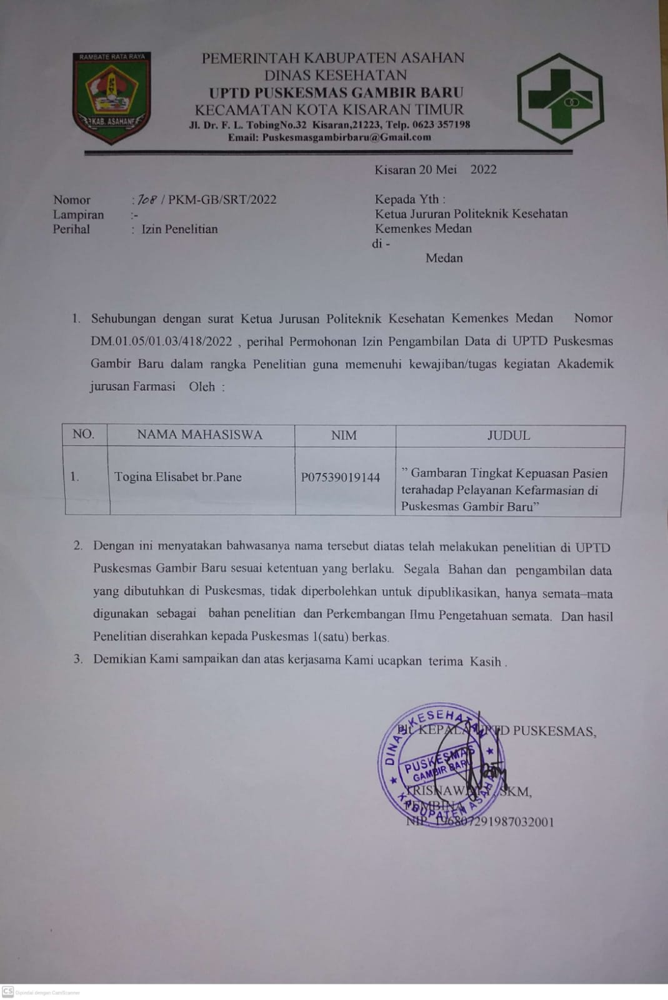 RAMBATE RATA RAYA
KAB. ASAHAN
PEMERINTAH KABUPATEN ASAHAN
DINAS KESEHATAN
UPTD PUSKESMAS GAMBIR BARU
KECAMATAN KOTA KISARAN TIMUR
Jl. Dr. F. L. TobingNo.32 Kisaran,21223, Telp. 0623 357198
Email: Puskesmasgambirbaru@Gmail.com
Kisaran 20 Mei 2022
Nomor : 708 / PKM-GB/SRT/2022
Lampiran :-
Perihal : Izin Penelitian
Kepada Yth :
Ketua Jururan Politeknik Kesehatan
Kemenkes Medan
di -
Medan
1. Sehubungan dengan surat Ketua Jurusan Politeknik Kesehatan Kemenkes Medan Nomor
DM.01.05/01.03/418/2022 , perihal Permohonan Izin Pengambilan Data di UPTD Puskesmas
Gambir Baru dalam rangka Penelitian guna memenuhi kewajiban/tugas kegiatan Akademik
jurusan Farmasi Oleh :
NO. NAMA MAHASISWA NIM JUDUL
1. Togina Elisabet br.Pane P07539019144 ” Gambaran Tingkat Kepuasan Pasien
terahadap Pelayanan Kefarmasian di
Puskesmas Gambir Baru”
2. Dengan ini menyatakan bahwasanya nama tersebut diatas telah melakukan penelitian di UPTD
Puskesmas Gambir Baru sesuai ketentuan yang berlaku. Segala Bahan dan pengambilan data
yang dibutuhkan di Puskesmas, tidak diperbolehkan untuk dipublikasikan, hanya semata–mata
digunakan sebagai bahan penelitian dan Perkembangan Ilmu Pengetahuan semata. Dan hasil
Penelitian diserahkan kepada Puskesmas 1(satu) berkas.
3. Demikian Kami sampaikan dan atas kerjasama Kami ucapkan terima Kasih .
Plt. KEPALA UPTD PUSKESMAS,
DINAS KESEHATAN
PUSKESMAS
GAMBIR BARU
KABUPATEN ASAHAN
SKM,
PEMBINA
NIP. 196807291987032001
CS Dipindai dengan CamScanner